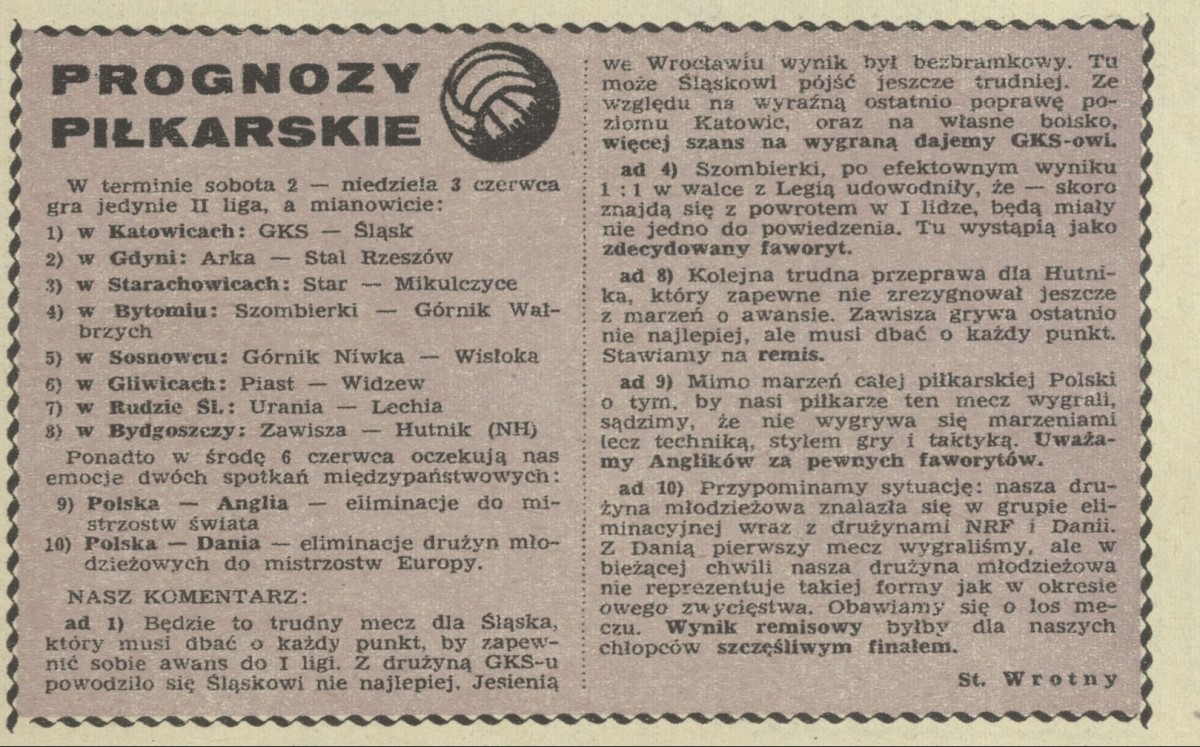 PROGNOZY
PIŁKARSKIE
W terminie sobota 2 — niedziela 3 czerwca
gra jedynie II liga, a mianowicie:
1) w Katowicach: GKS — Śląsk
2) w Gdyni: Arka — Stal Rzeszów
3) w Starachowicach: Star — Mikulczyce
4) w Bytomiu: Szombierki — Górnik Wał-
brzych
5) w Sosnowcu: Górnik Niwka — Wisłoka
6) w Gliwicach: Piast — Widzew
7) w Rudzie Śl.: Urania — Lechia
8) w Bydgoszczy: Zawisza — Hutnik (NH)
Ponadto w środę 6 czerwca oczekują nas
emocje dwóch spotkań międzypaństwowych:
9) Polska — Anglia — eliminacje do mi-
strzostw świata
10) Polska — Dania — eliminacje drużyn mło-
dzieżowych do mistrzostw Europy.
NASZ KOMENTARZ:
ad 1) Będzie to trudny mecz dla Śląska,
który musi dbać o każdy punkt, by zapew-
nić sobie awans do I ligi. Z drużyną GKS-u
powodziło się Śląskowi nie najlepiej. Jesienią
we Wrocławiu wynik był bezbramkowy. Tu
może Śląskowi pójść jeszcze trudniej. Ze
względu na wyraźną ostatnio poprawę po-
ziomu Katowic, oraz na własne boisko,
więcej szans na wygraną dajemy GKS-owi.
ad 4) Szombierki, po efektownym wyniku
1 : 1 w walce z Legią udowodniły, że — skoro
znajdą się z powrotem w I lidze, będą miały
nie jedno do powiedzenia. Tu wystąpią jako
zdecydowany faworyt.
ad 8) Kolejna trudna przeprawa dla Hutni-
ka, który zapewne nie zrezygnował jeszcze
z marzeń o awansie. Zawisza grywa ostatnio
nie najlepiej, ale musi dbać o każdy punkt.
Stawiamy na remis.
ad 9) Mimo marzeń całej piłkarskiej Polski
o tym, by nasi piłkarze ten mecz wygrali,
sądzimy, że nie wygrywa się marzeniami
lecz techniką, stylem gry i taktyką. Uważa-
my Anglików za pewnych faworytów.
ad 10) Przypominamy sytuację: nasza dru-
żyna młodzieżowa znalazła się w grupie eli-
minacyjnej wraz z drużynami NRF i Danii.
Z Danią pierwszy mecz wygraliśmy, ale w
bieżącej chwili nasza drużyna młodzieżowa
nie reprezentuje takiej formy jak w okresie
owego zwycięstwa. Obawiamy się o los me-
czu. Wynik remisowy byłby dla naszych
chłopców szczęśliwym finałem.
St. Wrotny